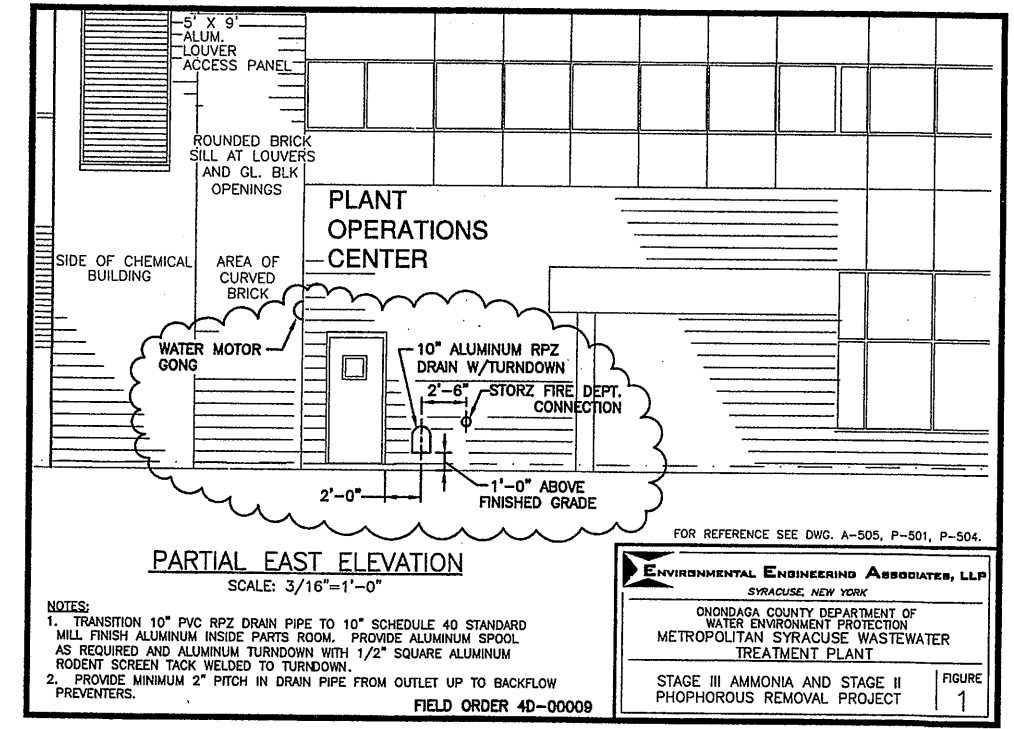 5' X 9'
ALUM.
LOUVER
ACCESS PANEL
ROUNDED BRICK
SILL AT LOUVERS
AND GL. BLK
OPENINGS
PLANT
OPERATIONS
CENTER
SIDE OF CHEMICAL
BUILDING
AREA OF
CURVED
BRICK
WATER MOTOR
GONG
10" ALUMINUM RPZ
DRAIN W/TURNDOWN
2'-6"
STORZ FIRE DEPT.
CONNECTION
2'-0"
1'-0" ABOVE
FINISHED GRADE
FOR REFERENCE SEE DWG. A-505, P-501, P-504.
PARTIAL EAST ELEVATION
SCALE: 3/16"=1'-0"
NOTES:
1. TRANSITION 10" PVC RPZ DRAIN PIPE TO 10" SCHEDULE 40 STANDARD
MILL FINISH ALUMINUM INSIDE PARTS ROOM. PROVIDE ALUMINUM SPOOL
AS REQUIRED AND ALUMINUM TURNDOWN WITH 1/2" SQUARE ALUMINUM
RODENT SCREEN TACK WELDED TO TURNDOWN.
2. PROVIDE MINIMUM 2" PITCH IN DRAIN PIPE FROM OUTLET UP TO BACKFLOW
PREVENTERS.
FIELD ORDER 4D-00009
ENVIRONMENTAL ENGINEERING ASSOCIATES, LLP
SYRACUSE, NEW YORK
ONONDAGA COUNTY DEPARTMENT OF
WATER ENVIRONMENT PROTECTION
METROPOLITAN SYRACUSE WASTEWATER
TREATMENT PLANT
STAGE III AMMONIA AND STAGE II
PHOPHOROUS REMOVAL PROJECT
FIGURE
1